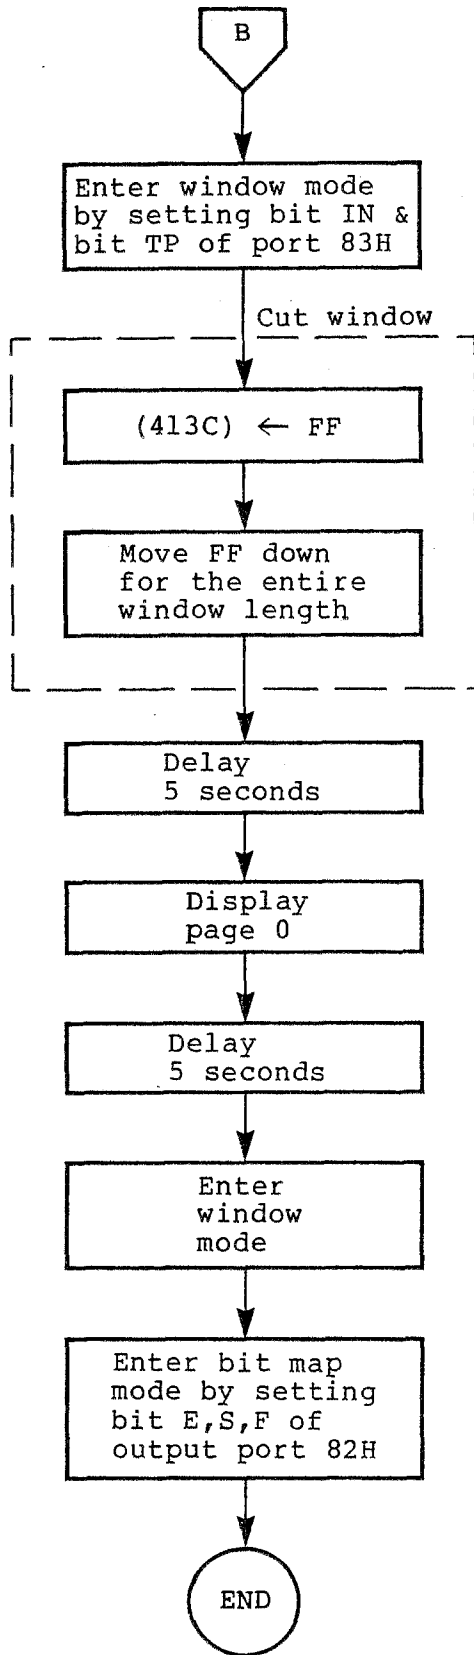 B
Enter window mode
by setting bit IN &
bit TP of port 83H
Cut window
(413C) ← FF
Move FF down
for the entire
window length
Delay
5 seconds
Display
page 0
Delay
5 seconds
Enter
window
mode
Enter bit map
mode by setting
bit E,S,F of
output port 82H
END